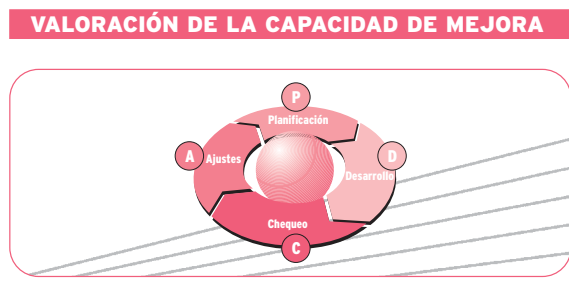 VALORACIÓN DE LA CAPACIDAD DE MEJORA
P
Planificación
A
Ajustes
D
Desarrollo
Chequeo
C